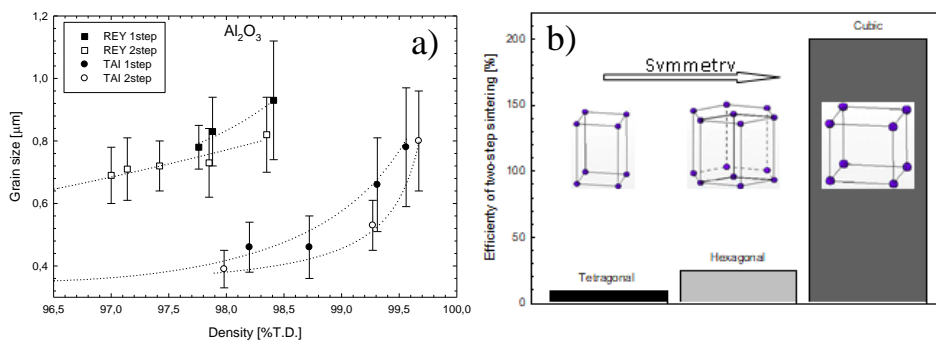 Al2O3
a)
REY 1step
REY 2step
TAI 1step
TAI 2step
1,2
1,0
0,8
0,6
0,4
Grain size [µm]
96,5 97,0 97,5 98,0 98,5 99,0 99,5 100,0
Density [%T.D.]
b)
Cubic
Symmetry
Hexagonal
Tetragonal
200
150
100
50
0
Efficienty of two-step sintering [%]